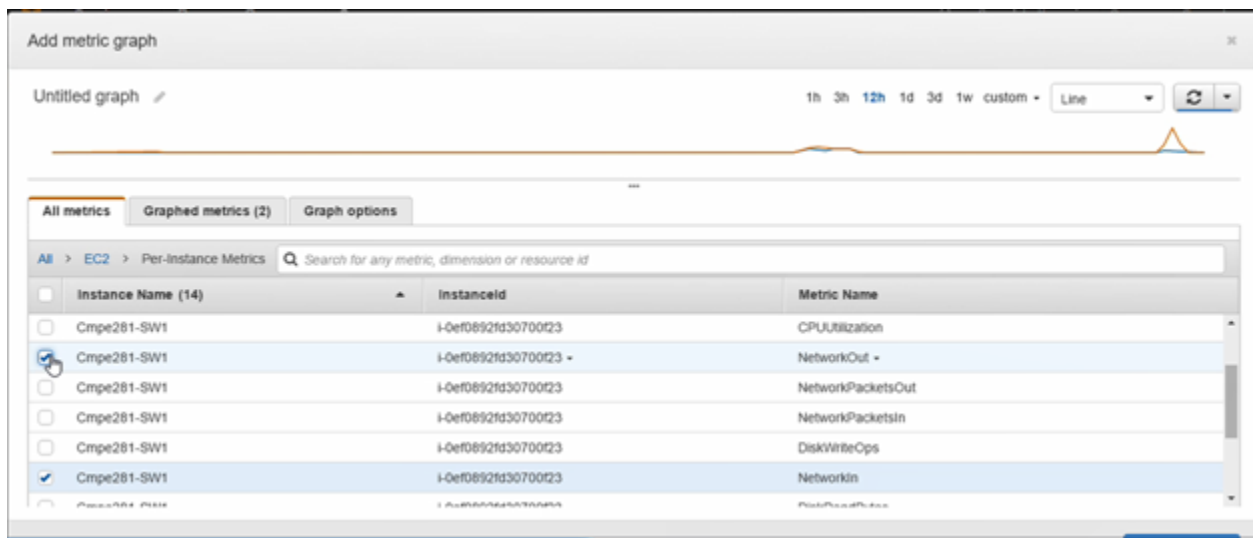 Add metric graph
Untitled graph
1h 3h 12h 1d 3d 1w custom Line
All metrics Graphed metrics (2) Graph options
All > EC2 > Per-Instance Metrics Search for any metric, dimension or resource id
Instance Name (14) InstanceId Metric Name
Cmpe281-SW1 i-0ef0892fd30700f23 CPUUtilization
Cmpe281-SW1 i-0ef0892fd30700f23 NetworkOut
Cmpe281-SW1 i-0ef0892fd30700f23 NetworkPacketsOut
Cmpe281-SW1 i-0ef0892fd30700f23 NetworkPacketsIn
Cmpe281-SW1 i-0ef0892fd30700f23 DiskWriteOps
Cmpe281-SW1 i-0ef0892fd30700f23 NetworkIn